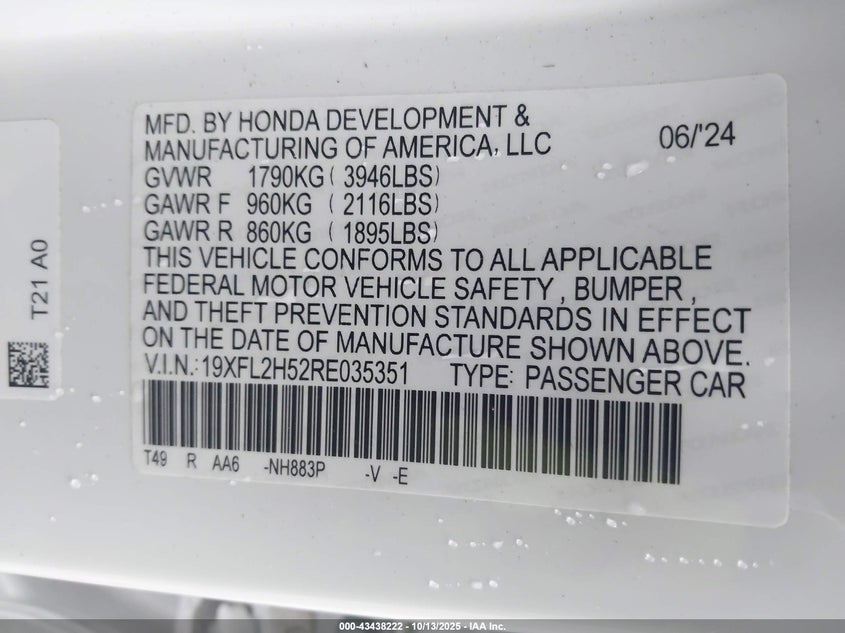 MFD. BY HONDA DEVELOPMENT &
MANUFACTURING OF AMERICA, LLC 06/'24
GVWR 1790KG ( 3946LBS)
GAWR F 960KG ( 2116LBS)
GAWR R 860KG ( 1895LBS)
THIS VEHICLE CONFORMS TO ALL APPLICABLE
FEDERAL MOTOR VEHICLE SAFETY , BUMPER ,
AND THEFT PREVENTION STANDARDS IN EFFECT
ON THE DATE OF MANUFACTURE SHOWN ABOVE.
V.I.N.:19XFL2H52RE035351 TYPE: PASSENGER CAR
T49 R AA6 -NH883P -V -E
T21 A0
000-43438222 - 10/13/2025 - IAA Inc.